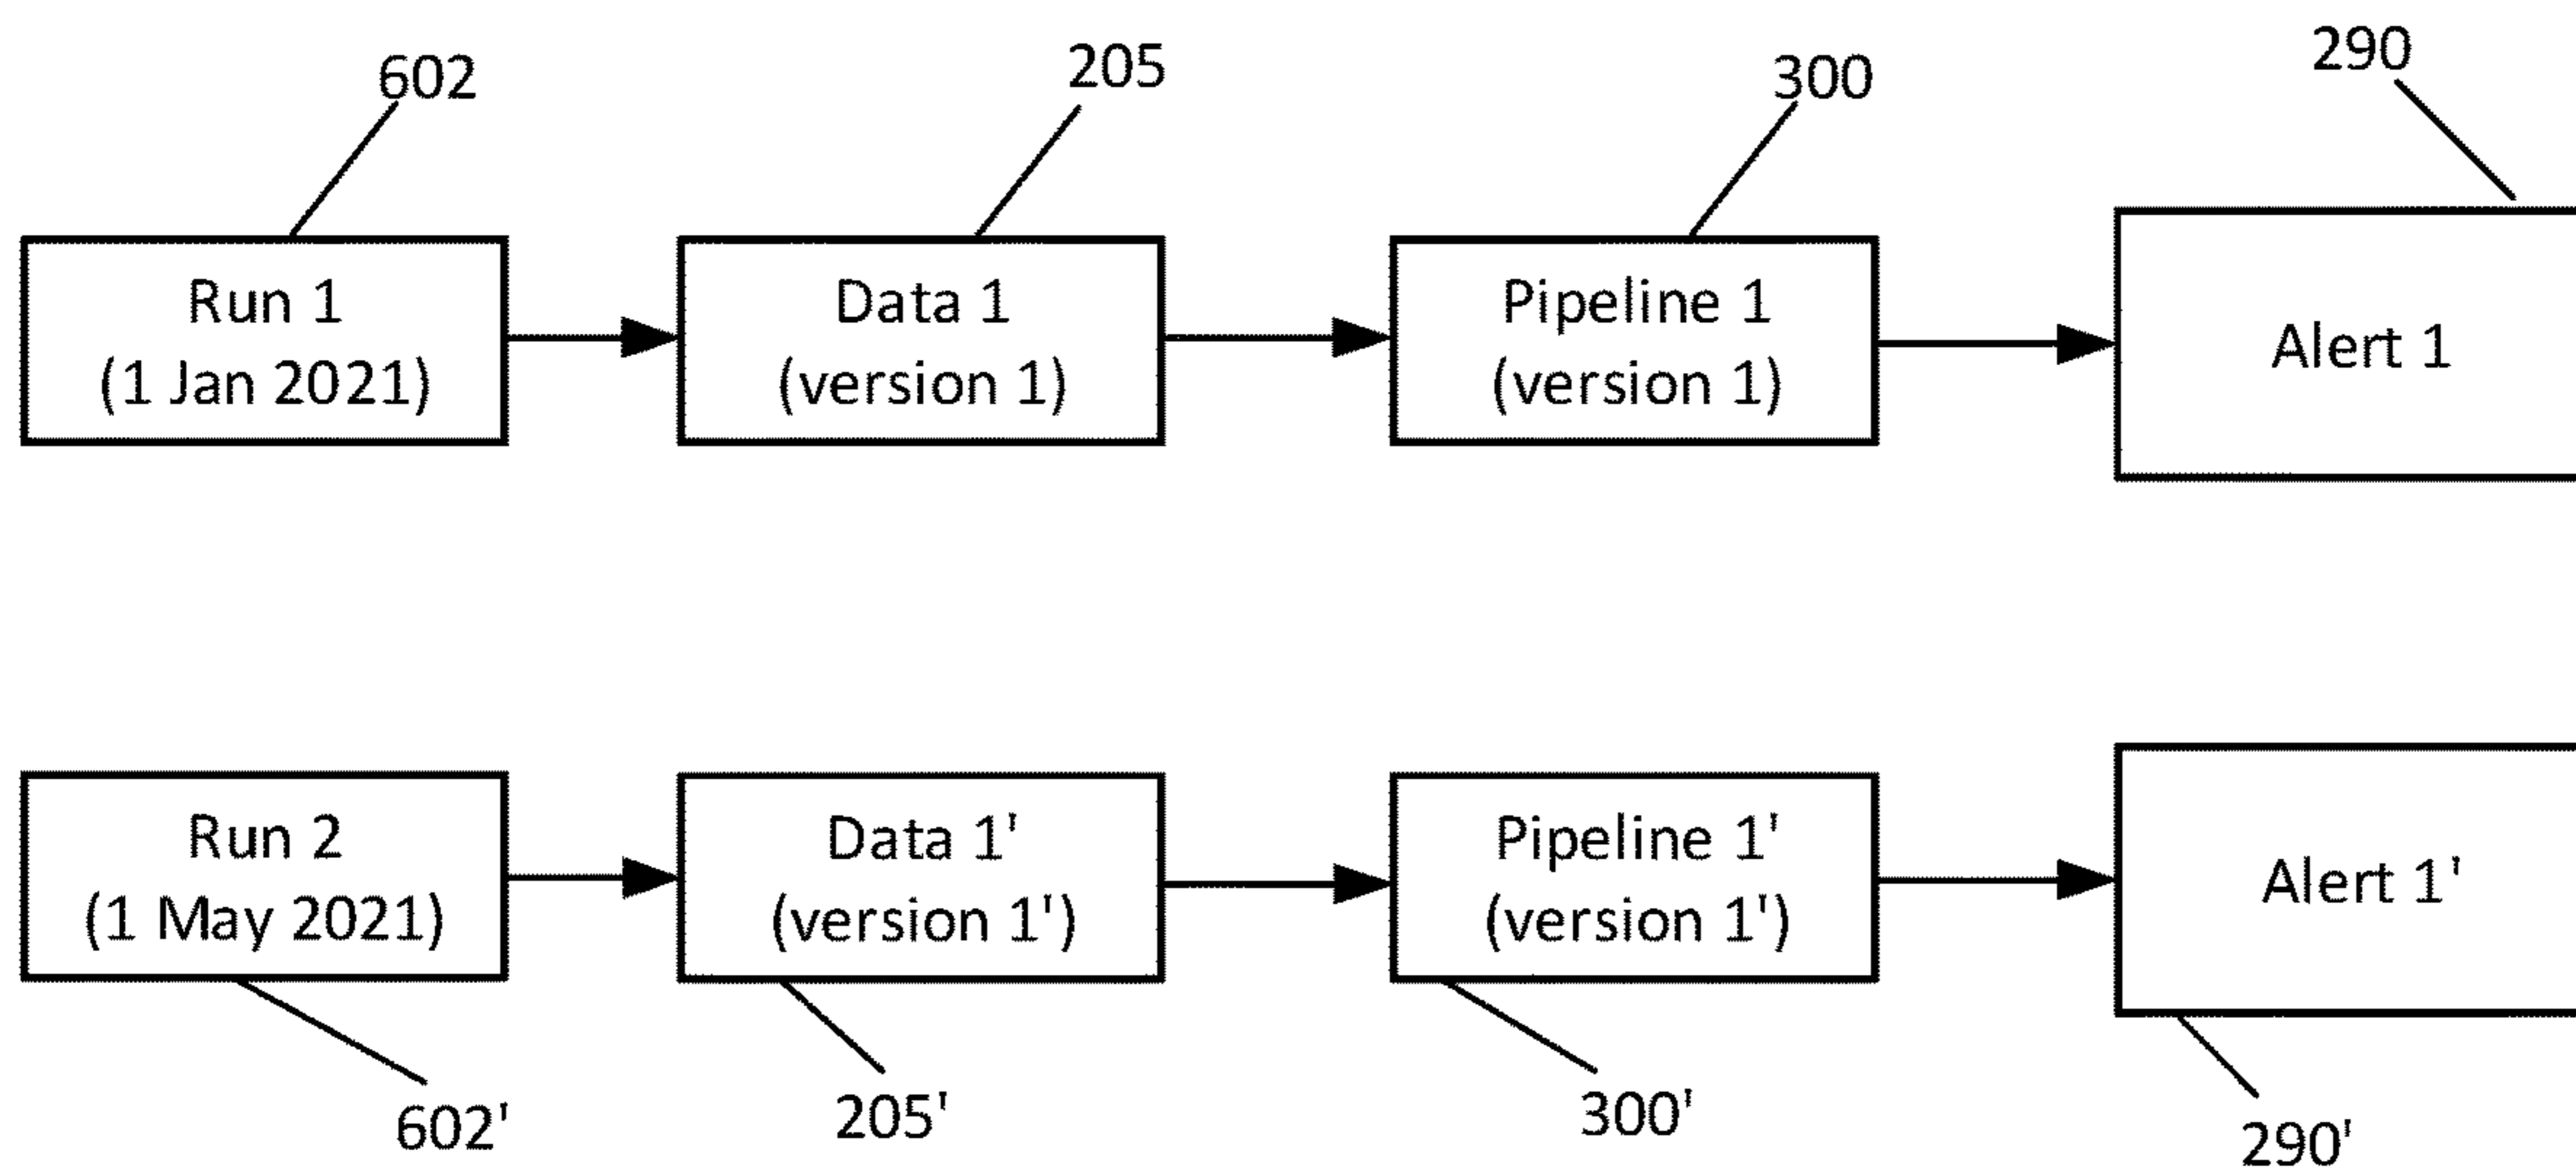 602
205
300
290
Run 1
(1 Jan 2021)
Data 1
(version 1)
Pipeline 1
(version 1)
Alert 1
Run 2
(1 May 2021)
Data 1'
(version 1')
Pipeline 1'
(version 1')
Alert 1'
602'
205'
300'
290'